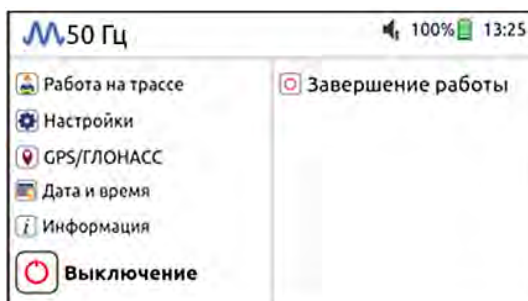 50 Гц 100% 13:25
Работа на трассе
Настройки
GPS/ГЛОНАСС
Дата и время
i Информация
Выключение
Завершение работы